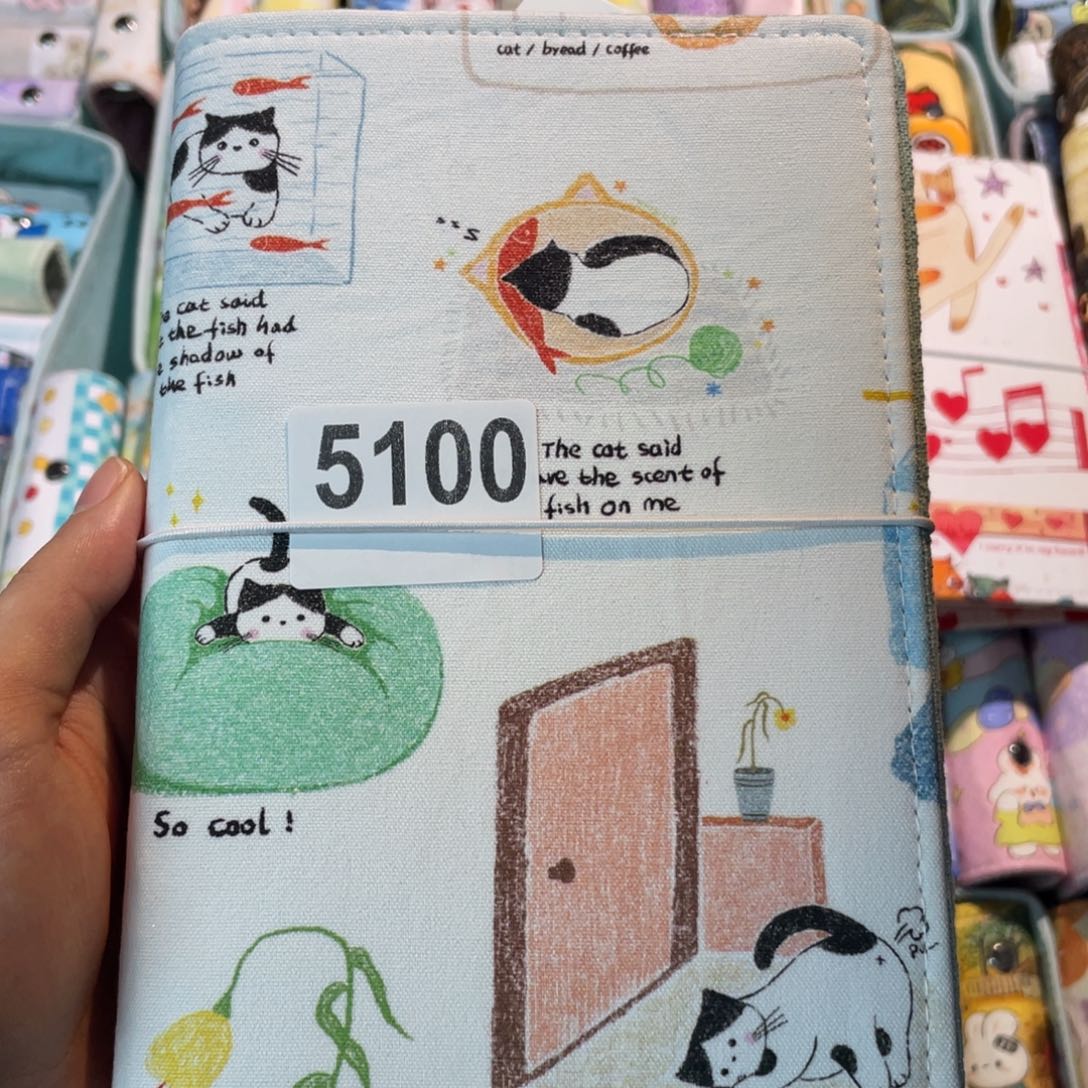 cat / bread / coffee
cat said
the fish had
shadow of
the fish
5100
The cat said
the scent of
fish on me
So cool !